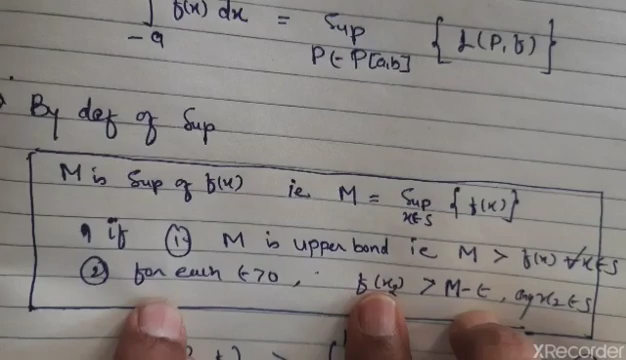 ∫ f(x) dx = Sup { L(P, f) }
-a P∈P[a,b]
By def of Sup
M is Sup of f(x) ie M = Sup { f(x) }
x∈S
if ① M is upper bond ie M > f(x) ∀x∈S
② for each ε>0, f(x₂) > M-ε, x₂∈S
XRecorder